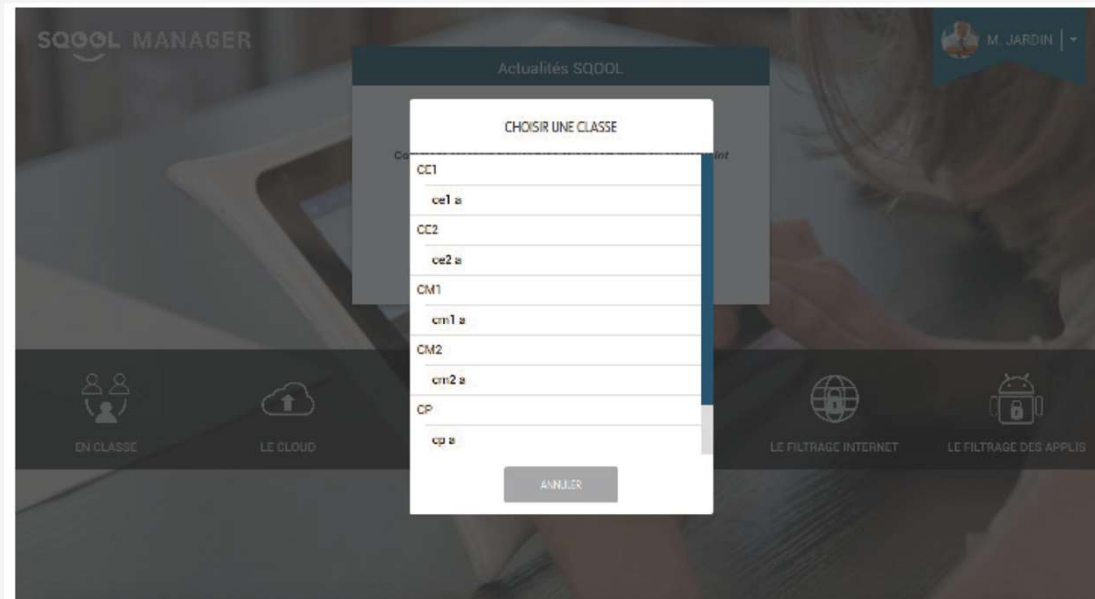 SQOOL MANAGER
M. JARDIN
Actualités SQOOL
CHOISIR UNE CLASSE
CE1
ce1 a
CE2
ce2 a
CM1
cm1 a
CM2
cm2 a
CP
cp a
ANNULER
EN CLASSE
LE CLOUD
LE FILTRAGE INTERNET
LE FILTRAGE DES APPLIS